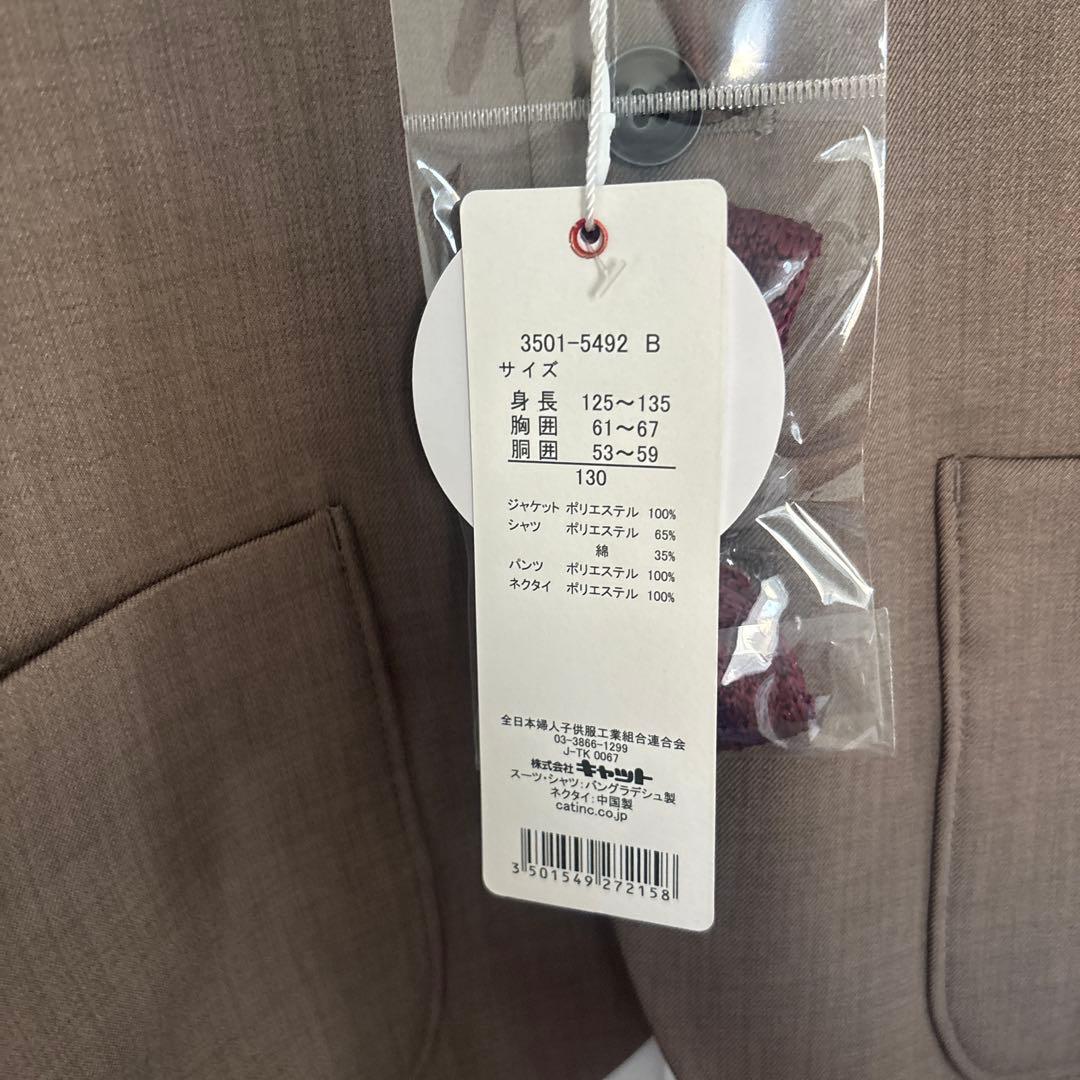 3501-5492 B
サイズ
身長 125～135
胸囲 61～67
胴囲 53～59
130
ジャケット ポリエステル 100%
シャツ ポリエステル 65%
綿 35%
パンツ ポリエステル 100%
ネクタイ ポリエステル 100%
全日本婦人子供服工業組合連合会
03-3866-1299
J-TK 0067
株式会社キャット
スーツ・シャツ：バングラデシュ製
ネクタイ：中国製
catinc.co.jp
3 501549 272158